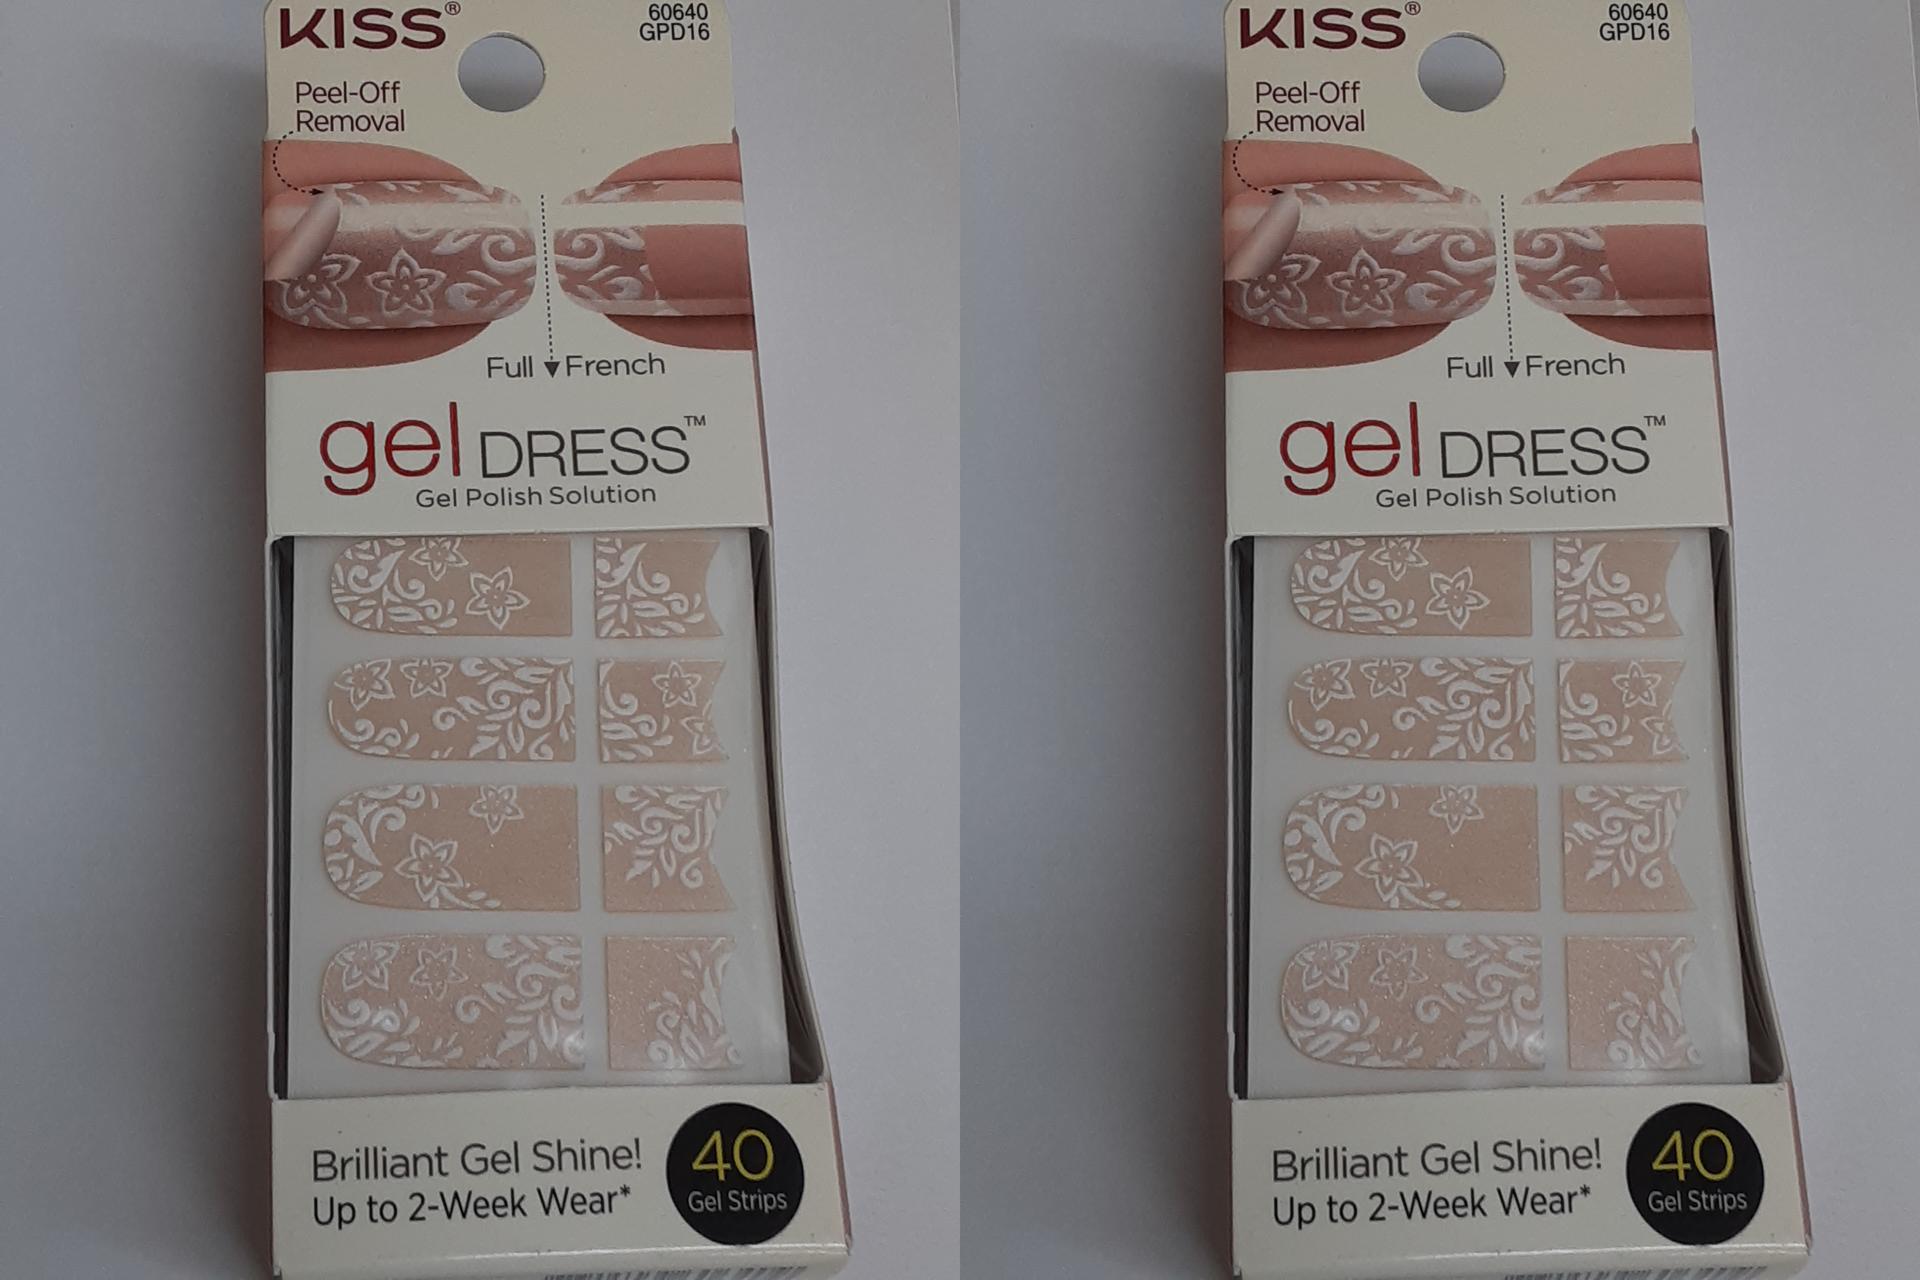 KISS®
60640
GPD16
Peel-Off
Removal
Full French
gel DRESS™
Gel Polish Solution
Brilliant Gel Shine!
Up to 2-Week Wear*
40
Gel Strips
KISS®
60640
GPD16
Peel-Off
Removal
Full French
gel DRESS™
Gel Polish Solution
Brilliant Gel Shine!
Up to 2-Week Wear*
40
Gel Strips